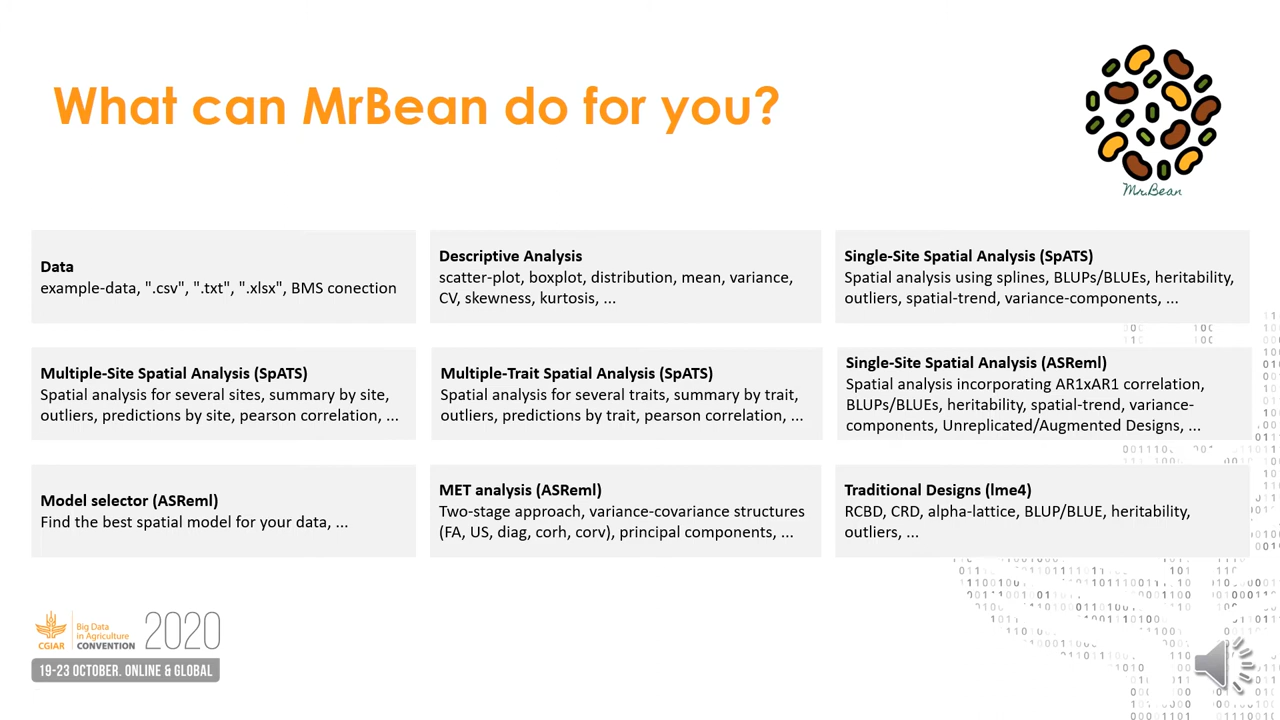 What can MrBean do for you?
Mr.Bean
Data
example-data, ".csv", ".txt", ".xlsx", BMS conection
Descriptive Analysis
scatter-plot, boxplot, distribution, mean, variance,
CV, skewness, kurtosis, ...
Single-Site Spatial Analysis (SpATS)
Spatial analysis using splines, BLUPs/BLUEs, heritability,
outliers, spatial-trend, variance-components, ...
Multiple-Site Spatial Analysis (SpATS)
Spatial analysis for several sites, summary by site,
outliers, predictions by site, pearson correlation, ...
Multiple-Trait Spatial Analysis (SpATS)
Spatial analysis for several traits, summary by trait,
outliers, predictions by trait, pearson correlation, ...
Single-Site Spatial Analysis (ASReml)
Spatial analysis incorporating AR1xAR1 correlation,
BLUPs/BLUEs, heritability, spatial-trend, variance-
components, Unreplicated/Augmented Designs, ...
Model selector (ASReml)
Find the best spatial model for your data, ...
MET analysis (ASReml)
Two-stage approach, variance-covariance structures
(FA, US, diag, corh, corv), principal components, ...
Traditional Designs (lme4)
RCBD, CRD, alpha-lattice, BLUP/BLUE, heritability,
outliers, ...
CGIAR
Big Data
in Agriculture
CONVENTION
2020
19-23 OCTOBER. ONLINE & GLOBAL